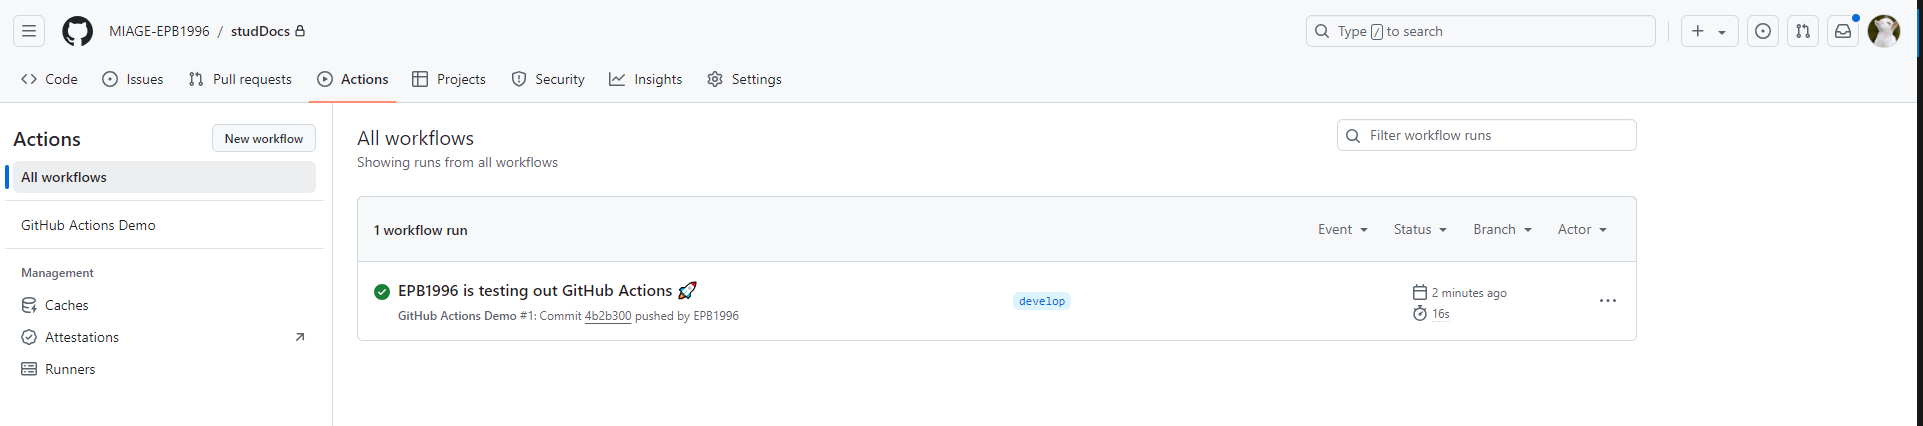 MIAGE-EPB1996 / studDocs
Type / to search
Code Issues Pull requests Actions Projects Security Insights Settings
Actions
New workflow
All workflows
GitHub Actions Demo
Management
Caches
Attestations
Runners
All workflows
Showing runs from all workflows
Filter workflow runs
1 workflow run
Event Status Branch Actor
EPB1996 is testing out GitHub Actions 🚀
GitHub Actions Demo #1: Commit 4b2b300 pushed by EPB1996
develop
2 minutes ago
16s